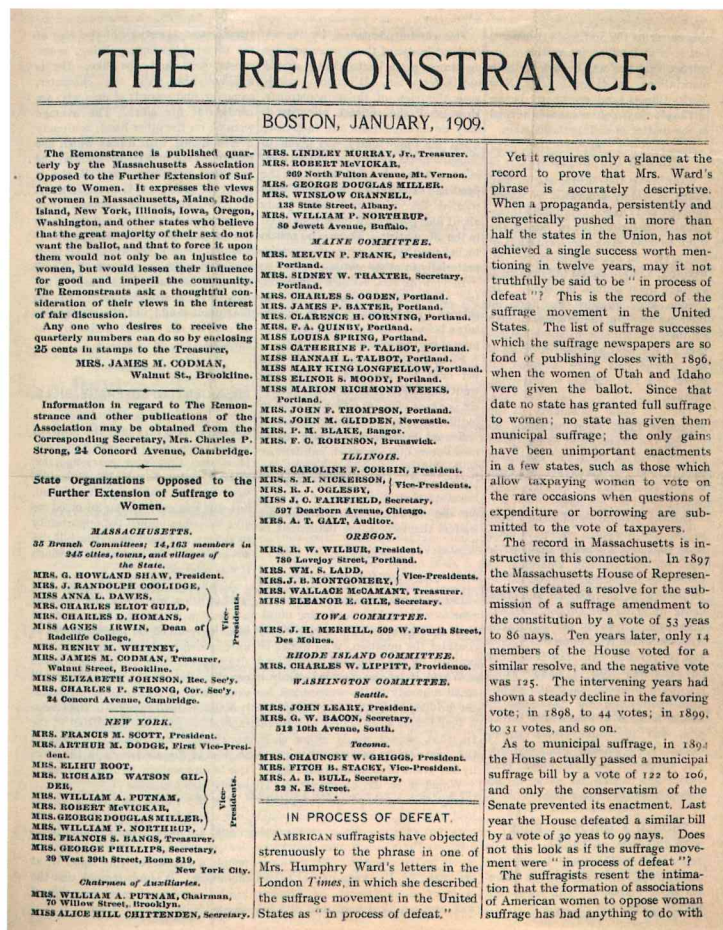 THE REMONSTRANCE.
BOSTON, JANUARY, 1909.
The Remonstrance is published quar-
terly by the Massachusetts Association
Opposed to the Further Extension of Suf-
frage to Women. It expresses the views
of women in Massachusetts, Maine, Rhode
Island, New York, Illinois, Iowa, Oregon,
Washington, and other states who believe
that the great majority of their sex do not
want the ballot, and that to force it upon
them would not only be an injustice to
women, but would lessen their influence
for good and imperil the community.
The Remonstrants ask a thoughtful con-
sideration of their views in the interest
of fair discussion.
Any one who desires to receive the
quarterly numbers can do so by enclosing
25 cents in stamps to the Treasurer,
MRS. JAMES M. CODMAN,
Walnut St., Brookline.
Information in regard to The Remon-
strance and other publications of the
Association may be obtained from the
Corresponding Secretary, Mrs. Charles P.
Strong, 24 Concord Avenue, Cambridge.
State Organizations Opposed to the
Further Extension of Suffrage to
Women.
MASSACHUSETTS.
35 Branch Committees; 14,163 members in
245 cities, towns, and villages of
the State.
MRS. G. HOWLAND SHAW, President.
MRS. J. RANDOLPH COOLIDGE,
MISS ANNA L. DAWES,
MRS. CHARLES ELIOT GUILD,
MRS. CHARLES D. HOMANS,
MISS AGNES IRWIN, Dean of
Radcliffe College,
MRS. HENRY M. WHITNEY,
Vice-
Presidents.
MRS. JAMES M. CODMAN, Treasurer,
Walnut Street, Brookline.
MISS ELIZABETH JOHNSON, Rec. Sec'y.
MRS. CHARLES P. STRONG, Cor. Sec'y,
24 Concord Avenue, Cambridge.
NEW YORK.
MRS. FRANCIS M. SCOTT, President.
MRS. ARTHUR M. DODGE, First Vice-Presi-
dent.
MRS. ELIHU ROOT,
MRS. RICHARD WATSON GIL-
DER,
MRS. WILLIAM A. PUTNAM,
MRS. ROBERT McVICKAR,
MRS. GEORGE DOUGLAS MILLER,
MRS. WILLIAM P. NORTHRUP,
Vice-
Presidents.
MRS. FRANCIS S. BANGS, Treasurer.
MRS. GEORGE PHILLIPS, Secretary,
29 West 39th Street, Room 819,
New York City.
Chairmen of Auxiliaries.
MRS. WILLIAM A. PUTNAM, Chairman,
70 Willow Street, Brooklyn.
MISS ALICE HILL CHITTENDEN, Secretary.
MRS. LINDLEY MURRAY, Jr., Treasurer.
MRS. ROBERT McVICKAR,
269 North Fulton Avenue, Mt. Vernon.
MRS. GEORGE DOUGLAS MILLER.
MRS. WINSLOW CRANNELL,
138 State Street, Albany.
MRS. WILLIAM P. NORTHRUP,
80 Jewett Avenue, Buffalo.
MAINE COMMITTEE.
MRS. MELVIN P. FRANK, President,
Portland.
MRS. SIDNEY W. THAXTER, Secretary,
Portland.
MRS. CHARLES S. OGDEN, Portland.
MRS. JAMES P. BAXTER, Portland.
MRS. CLARENCE H. CORNING, Portland.
MRS. F. A. QUINBY, Portland.
MISS LOUISA SPRING, Portland.
MISS CATHERINE P. TALBOT, Portland.
MISS HANNAH L. TALBOT, Portland.
MISS MARY KING LONGFELLOW, Portland.
MISS ELINOR S. MOODY, Portland.
MISS MARION RICHMOND WEEKS,
Portland.
MRS. JOHN F. THOMPSON, Portland.
MRS. JOHN M. GLIDDEN, Newcastle.
MRS. P. M. BLAKE, Bangor.
MRS. F. C. ROBINSON, Brunswick.
ILLINOIS.
MRS. CAROLINE F. CORBIN, President.
MRS. S. M. NICKERSON,
MRS. R. J. OGLESBY,
Vice-Presidents.
MISS J. C. FAIRFIELD, Secretary,
597 Dearborn Avenue, Chicago.
MRS. A. T. GALT, Auditor.
OREGON.
MRS. R. W. WILBUR, President,
780 Lovejoy Street, Portland.
MRS. WM. S. LADD,
MRS. J. B. MONTGOMERY,
Vice-Presidents.
MRS. WALLACE McCAMANT, Treasurer.
MISS ELEANOR E. GILE, Secretary.
IOWA COMMITTEE.
MRS. J. H. MERRILL, 509 W. Fourth Street,
Des Moines.
RHODE ISLAND COMMITTEE.
MRS. CHARLES W. LIPPITT, Providence.
WASHINGTON COMMITTEE.
Seattle.
MRS. JOHN LEARY, President.
MRS. G. W. BACON, Secretary,
512 10th Avenue, South.
Tacoma.
MRS. CHAUNCEY W. GRIGGS, President.
MRS. FITCH B. STACEY, Vice-President.
MRS. A. B. BULL, Secretary,
32 N. E. Street.
IN PROCESS OF DEFEAT.
AMERICAN suffragists have objected
strenuously to the phrase in one of
Mrs. Humphry Ward's letters in the
London Times, in which she described
the suffrage movement in the United
States as " in process of defeat."
Yet it requires only a glance at the
record to prove that Mrs. Ward's
phrase is accurately descriptive.
When a propaganda, persistently and
energetically pushed in more than
half the states in the Union, has not
achieved a single success worth men-
tioning in twelve years, may it not
truthfully be said to be " in process of
defeat "? This is the record of the
suffrage movement in the United
States. The list of suffrage successes
which the suffrage newspapers are so
fond of publishing closes with 1896,
when the women of Utah and Idaho
were given the ballot. Since that
date no state has granted full suffrage
to women; no state has given them
municipal suffrage; the only gains
have been unimportant enactments
in a few states, such as those which
allow taxpaying women to vote on
the rare occasions when questions of
expenditure or borrowing are sub-
mitted to the vote of taxpayers.
The record in Massachusetts is in-
structive in this connection. In 1897
the Massachusetts House of Represen-
tatives defeated a resolve for the sub-
mission of a suffrage amendment to
the constitution by a vote of 53 yeas
to 86 nays. Ten years later, only 14
members of the House voted for a
similar resolve, and the negative vote
was 125. The intervening years had
shown a steady decline in the favoring
vote; in 1898, to 44 votes; in 1899,
to 31 votes, and so on.
As to municipal suffrage, in 1894
the House actually passed a municipal
suffrage bill by a vote of 122 to 106,
and only the conservatism of the
Senate prevented its enactment. Last
year the House defeated a similar bill
by a vote of 30 yeas to 99 nays. Does
not this look as if the suffrage move-
ment were " in process of defeat "?
The suffragists resent the intima-
tion that the formation of associations
of American women to oppose woman
suffrage has had anything to do with